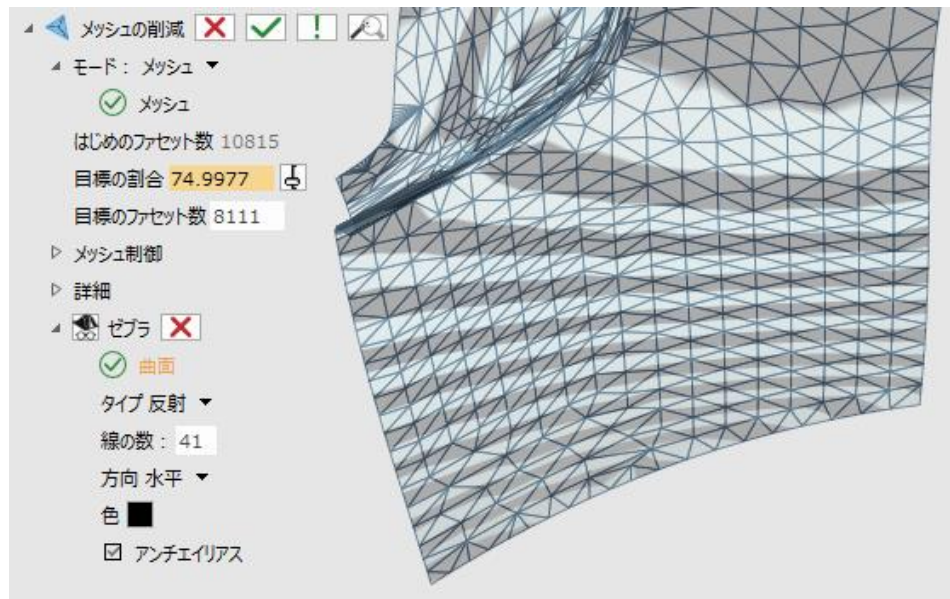 メッシュの削減
モード： メッシュ
メッシュ
はじめのファセット数 10815
目標の割合 74.9977
目標のファセット数 8111
メッシュ制御
詳細
ゼブラ
曲面
タイプ 反射
線の数： 41
方向 水平
色
アンチエイリアス